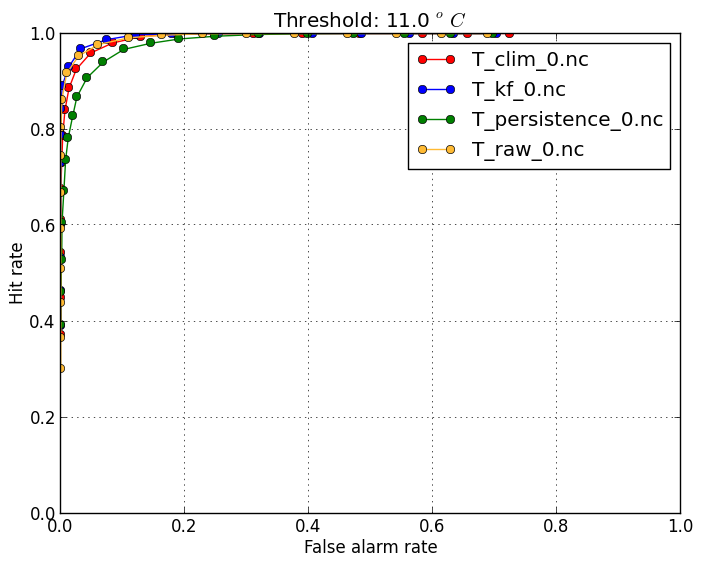 Threshold: 11.0 ° C
1.0
0.8
0.6
0.4
0.2
0.0
Hit rate
T_clim_0.nc
T_kf_0.nc
T_persistence_0.nc
T_raw_0.nc
0.0 0.2 0.4 0.6 0.8 1.0
False alarm rate